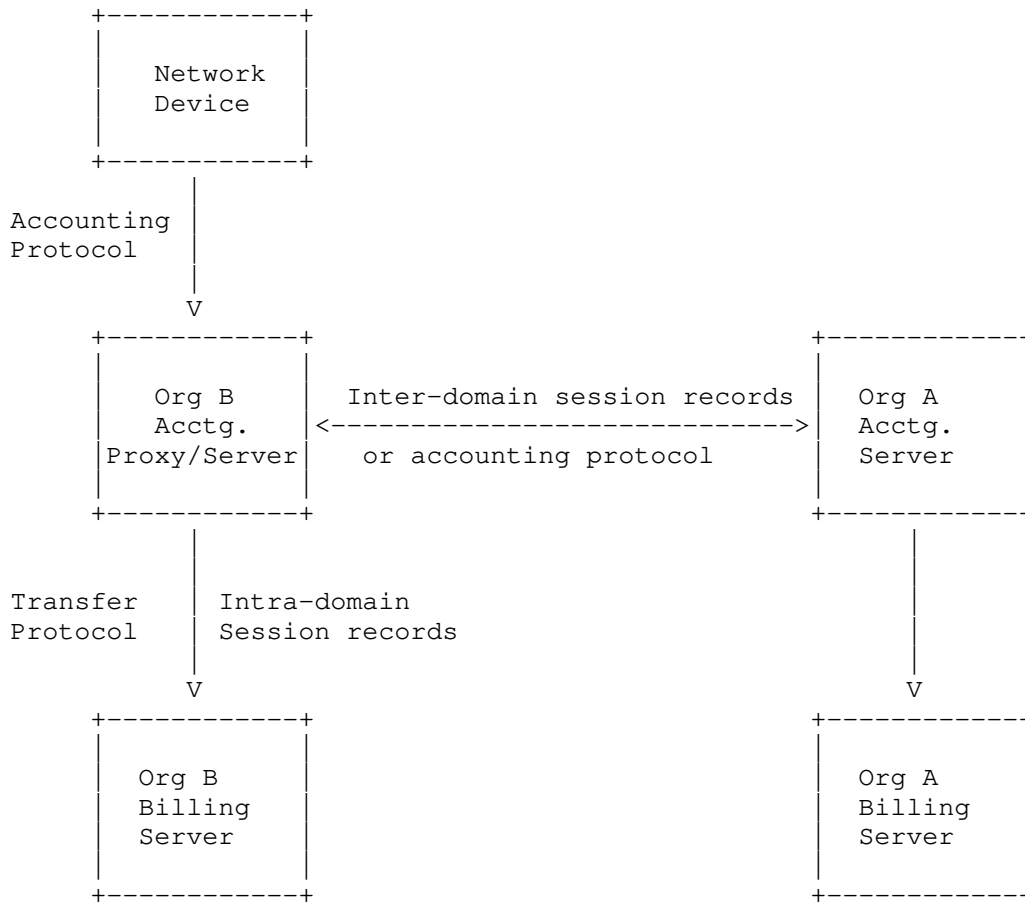 Network
Device
Accounting
Protocol
V
Org B
Acctg.
Proxy/Server
Inter-domain session records
or accounting protocol
Org A
Acctg.
Server
Transfer
Protocol
Intra-domain
Session records
V
V
Org B
Billing
Server
Org A
Billing
Server